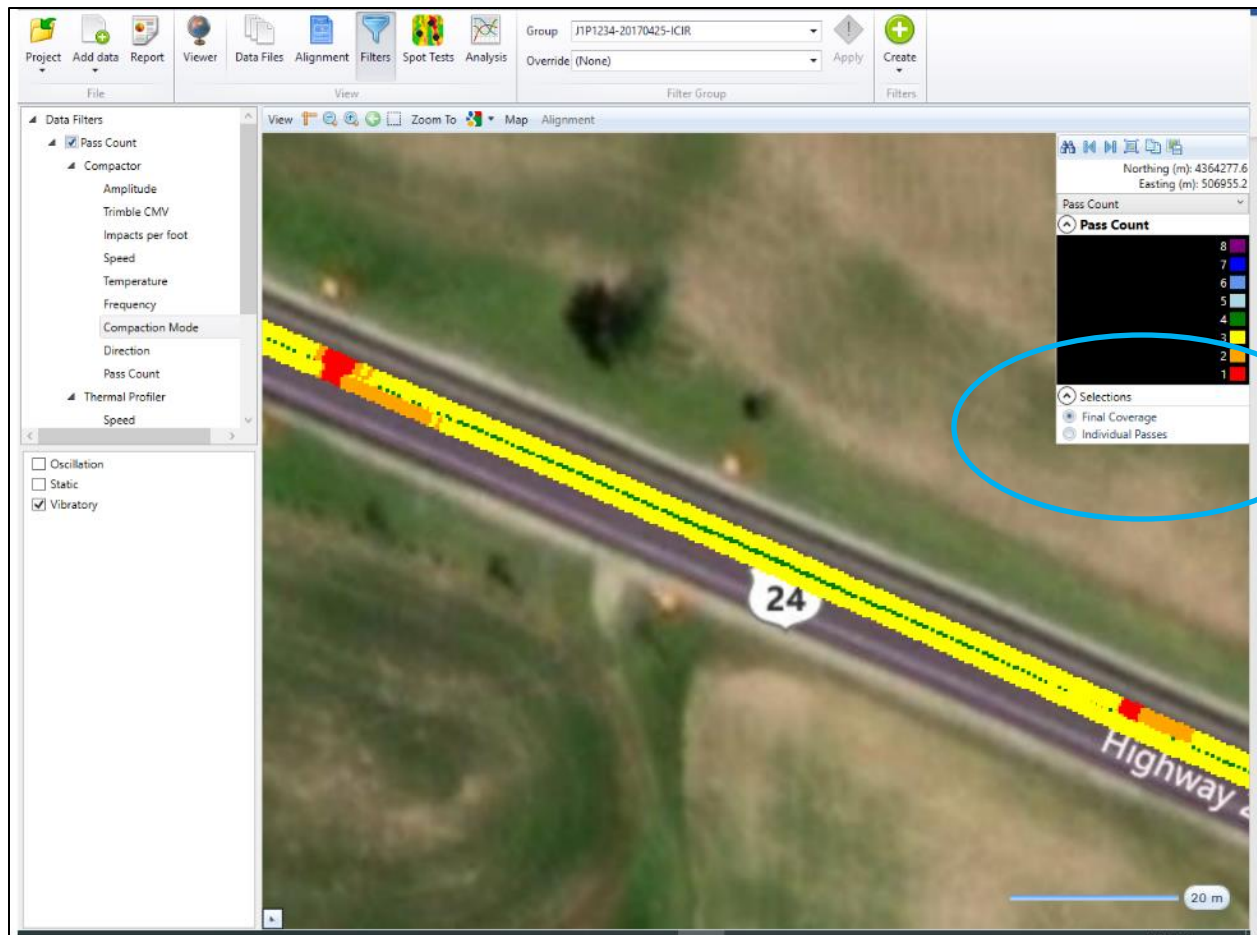 Project Add data Report Viewer Data Files Alignment Filters Spot Tests Analysis
Group J1P1234-20170425-ICIR
Override (None)
Apply
Create
File
View
Filter Group
Filters
Data Filters
Pass Count
Compactor
Amplitude
Trimble CMV
Impacts per foot
Speed
Temperature
Frequency
Compaction Mode
Direction
Pass Count
Thermal Profiler
Speed
Oscillation
Static
Vibratory
View Zoom To Map Alignment
Northing (m): 4364277.6
Easting (m): 506955.2
Pass Count
Pass Count
8
7
6
5
4
3
2
1
Selections
Final Coverage
Individual Passes
24
Highway
20 m